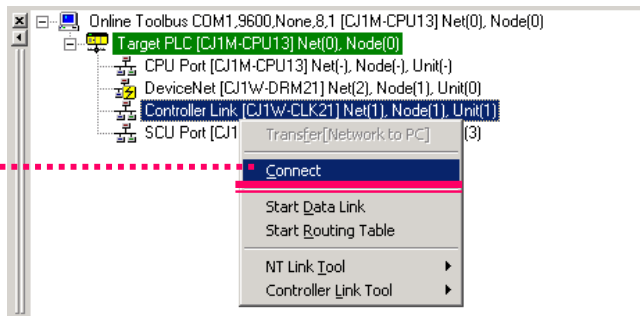 Online Toolbus COM1,9600,None,8,1 [CJ1M-CPU13] Net(0), Node(0)
Target PLC [CJ1M-CPU13] Net(0), Node(0)
CPU Port [CJ1M-CPU13] Net(-), Node(-), Unit(-)
DeviceNet [CJ1W-DRM21] Net(2), Node(1), Unit(0)
Controller Link [CJ1W-CLK21] Net(1), Node(1), Unit(1)
SCU Port [CJ1 (3)
Transfer[Network to PC]
Connect
Start Data Link
Start Routing Table
NT Link Tool
Controller Link Tool